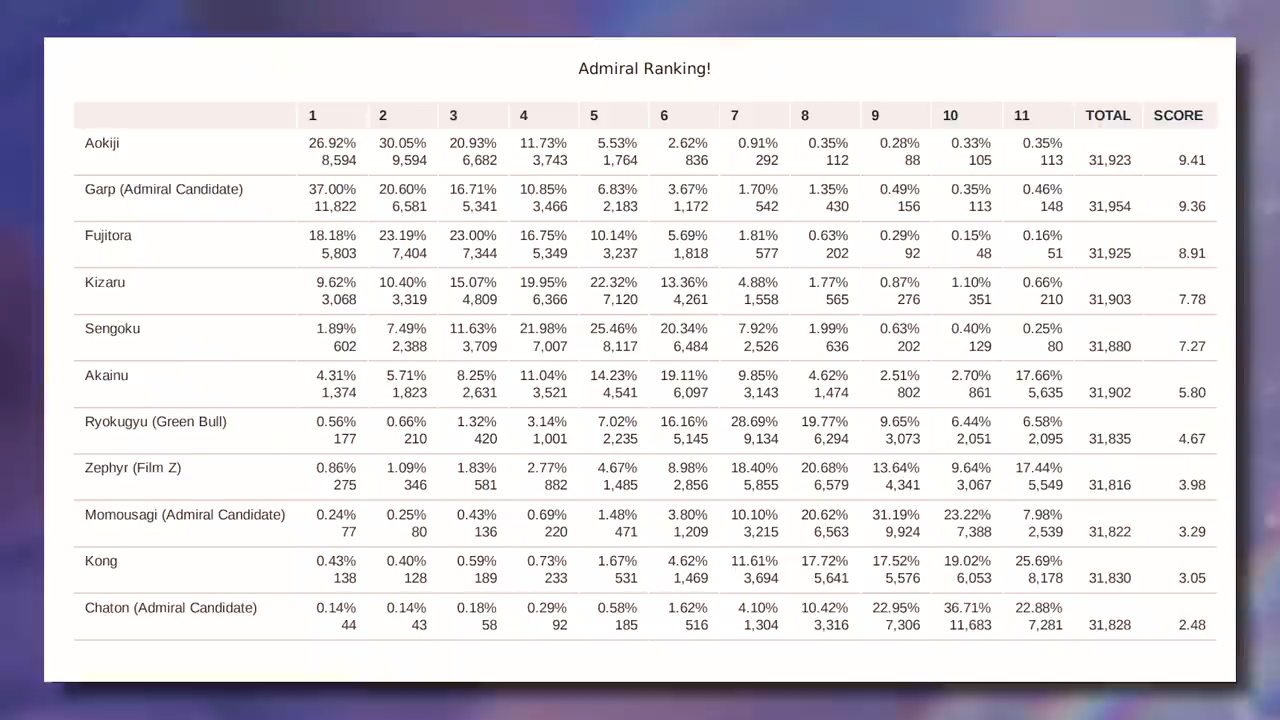 Admiral Ranking!
1 2 3 4 5 6 7 8 9 10 11 TOTAL SCORE
Aokiji 26.92% 30.05% 20.93% 11.73% 5.53% 2.62% 0.91% 0.35% 0.28% 0.33% 0.35%
8,594 9,594 6,682 3,743 1,764 836 292 112 88 105 113 31,923 9.41
Garp (Admiral Candidate) 37.00% 20.60% 16.71% 10.85% 6.83% 3.67% 1.70% 1.35% 0.49% 0.35% 0.46%
11,822 6,581 5,341 3,466 2,183 1,172 542 430 156 113 148 31,954 9.36
Fujitora 18.18% 23.19% 23.00% 16.75% 10.14% 5.69% 1.81% 0.63% 0.29% 0.15% 0.16%
5,803 7,404 7,344 5,349 3,237 1,818 577 202 92 48 51 31,925 8.91
Kizaru 9.62% 10.40% 15.07% 19.95% 22.32% 13.36% 4.88% 1.77% 0.87% 1.10% 0.66%
3,068 3,319 4,809 6,366 7,120 4,261 1,558 565 276 351 210 31,903 7.78
Sengoku 1.89% 7.49% 11.63% 21.98% 25.46% 20.34% 7.92% 1.99% 0.63% 0.40% 0.25%
602 2,388 3,709 7,007 8,117 6,484 2,526 636 202 129 80 31,880 7.27
Akainu 4.31% 5.71% 8.25% 11.04% 14.23% 19.11% 9.85% 4.62% 2.51% 2.70% 17.66%
1,374 1,823 2,631 3,521 4,541 6,097 3,143 1,474 802 861 5,635 31,902 5.80
Ryokugyu (Green Bull) 0.56% 0.66% 1.32% 3.14% 7.02% 16.16% 28.69% 19.77% 9.65% 6.44% 6.58%
177 210 420 1,001 2,235 5,145 9,134 6,294 3,073 2,051 2,095 31,835 4.67
Zephyr (Film Z) 0.86% 1.09% 1.83% 2.77% 4.67% 8.98% 18.40% 20.68% 13.64% 9.64% 17.44%
275 346 581 882 1,485 2,856 5,855 6,579 4,341 3,067 5,549 31,816 3.98
Momousagi (Admiral Candidate) 0.24% 0.25% 0.43% 0.69% 1.48% 3.80% 10.10% 20.62% 31.19% 23.22% 7.98%
77 80 136 220 471 1,209 3,215 6,563 9,924 7,388 2,539 31,822 3.29
Kong 0.43% 0.40% 0.59% 0.73% 1.67% 4.62% 11.61% 17.72% 17.52% 19.02% 25.69%
138 128 189 233 531 1,469 3,694 5,641 5,576 6,053 8,178 31,830 3.05
Chaton (Admiral Candidate) 0.14% 0.14% 0.18% 0.29% 0.58% 1.62% 4.10% 10.42% 22.95% 36.71% 22.88%
44 43 58 92 185 516 1,304 3,316 7,306 11,683 7,281 31,828 2.48